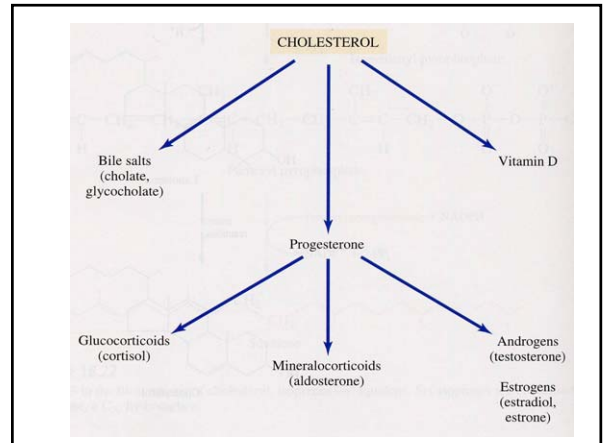 CHOLESTEROL
Bile salts
(cholate,
glycocholate)
Vitamin D
Progesterone
Glucocorticoids
(cortisol)
Mineralocorticoids
(aldosterone)
Androgens
(testosterone)
Estrogens
(estradiol,
estrone)